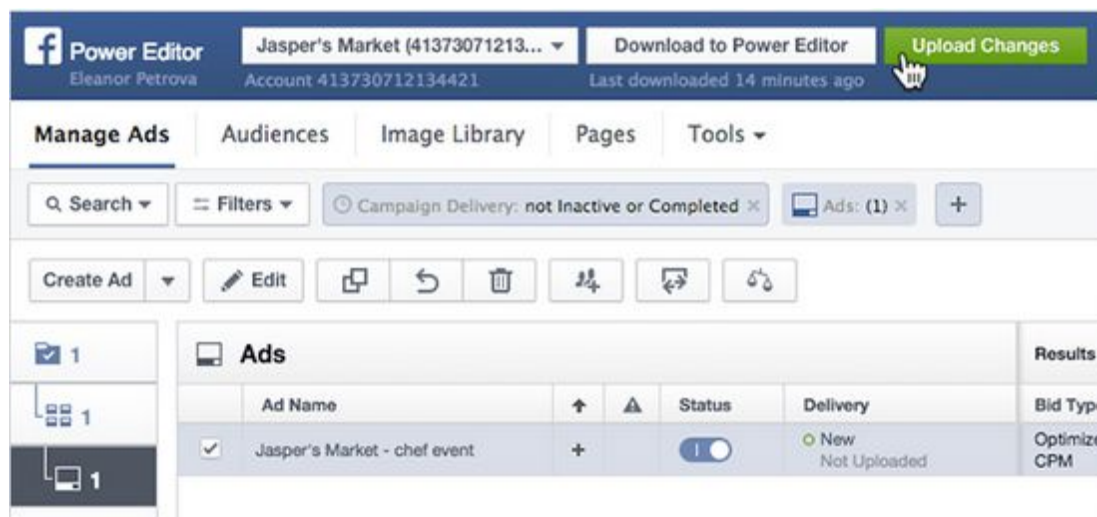 f Power Editor
Eleanor Petrova
Jasper's Market (41373071213...
Account 413730712134421
Download to Power Editor
Last downloaded 14 minutes ago
Upload Changes
Manage Ads Audiences Image Library Pages Tools
Search Filters Campaign Delivery: not Inactive or Completed × Ads: (1) × +
Create Ad Edit
1 Ads Results
1 Ad Name Status Delivery Bid Typ
Jasper's Market - chef event + New Optimize
1 Not Uploaded CPM